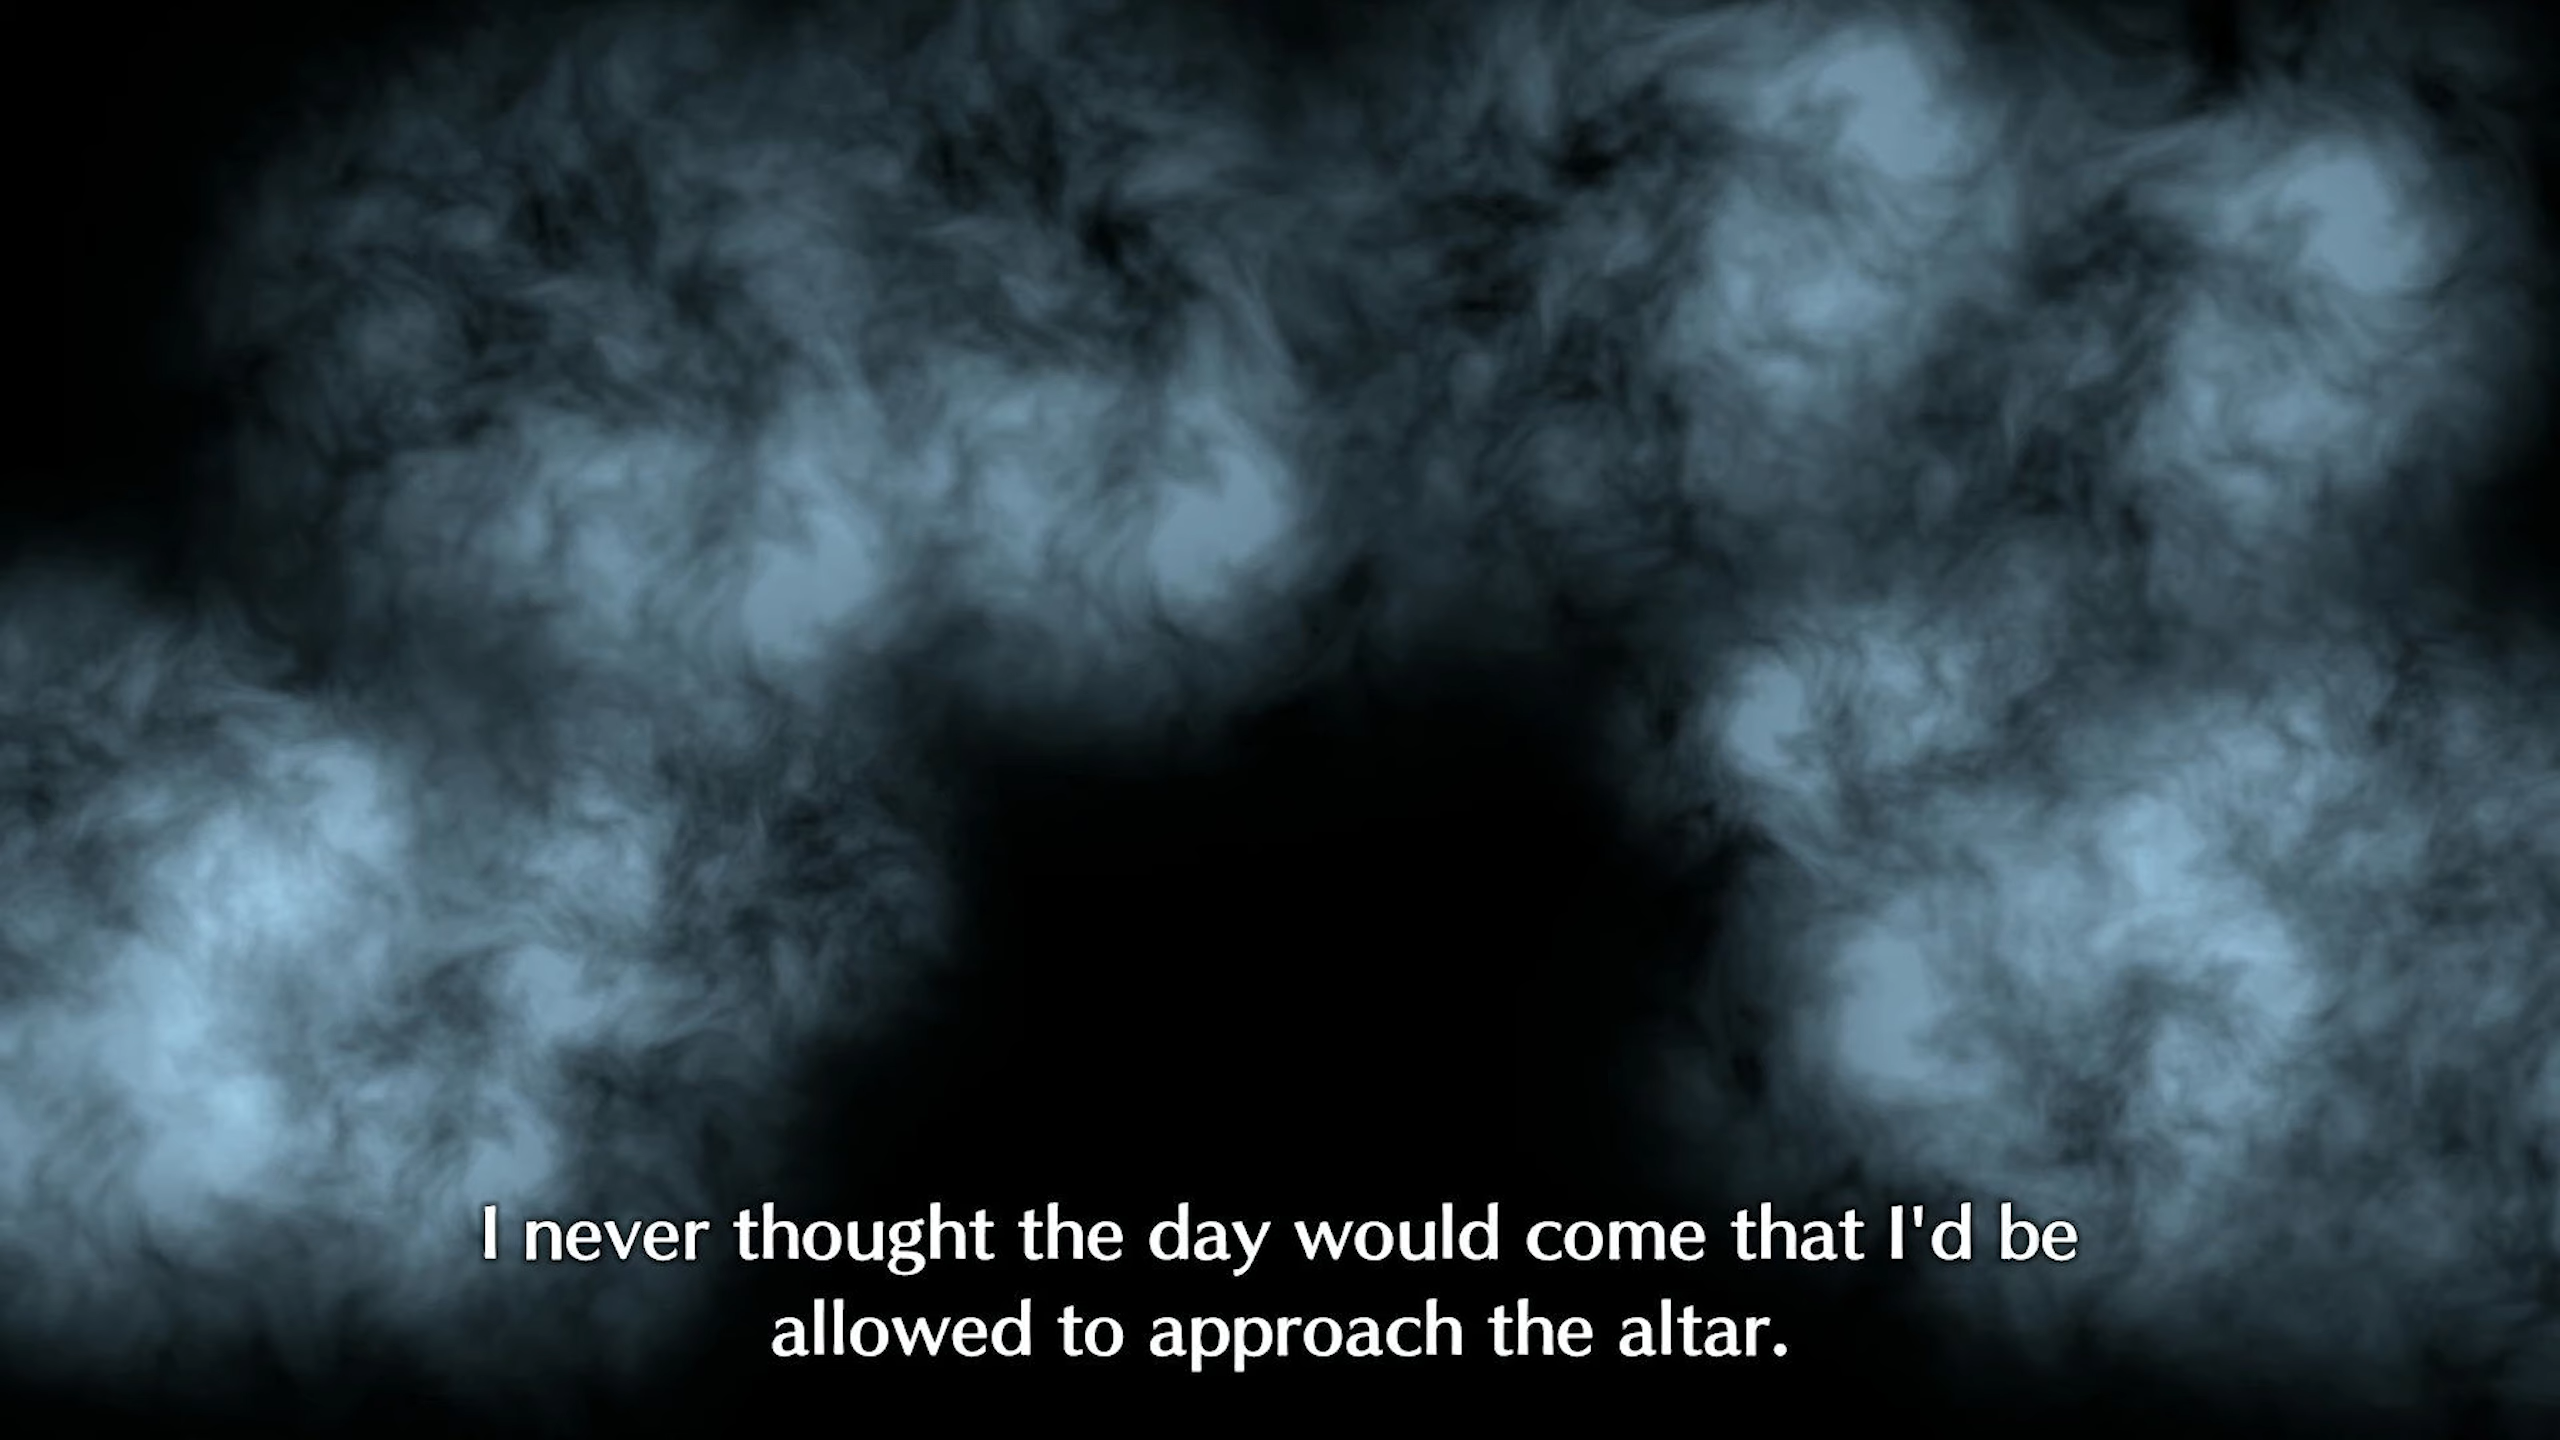 I never thought the day would come that I'd be
allowed to approach the altar.